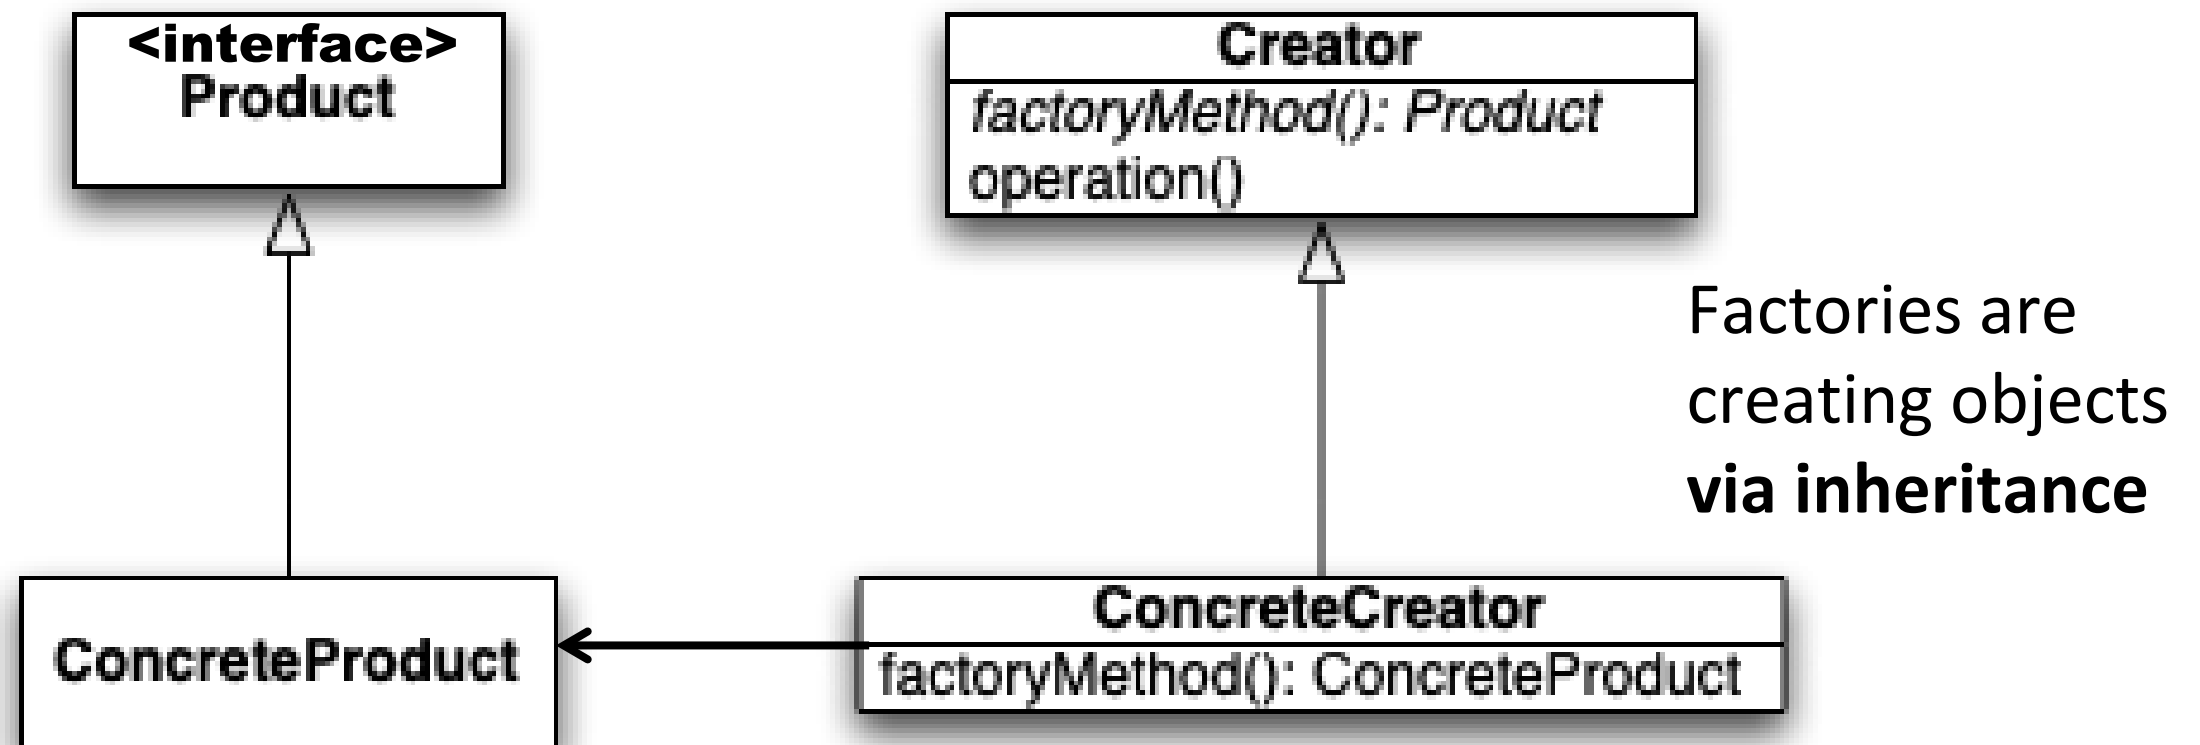 <interface>
Product
Creator
factoryMethod(): Product
operation()
Factories are
creating objects
via inheritance
ConcreteProduct
ConcreteCreator
factoryMethod(): ConcreteProduct